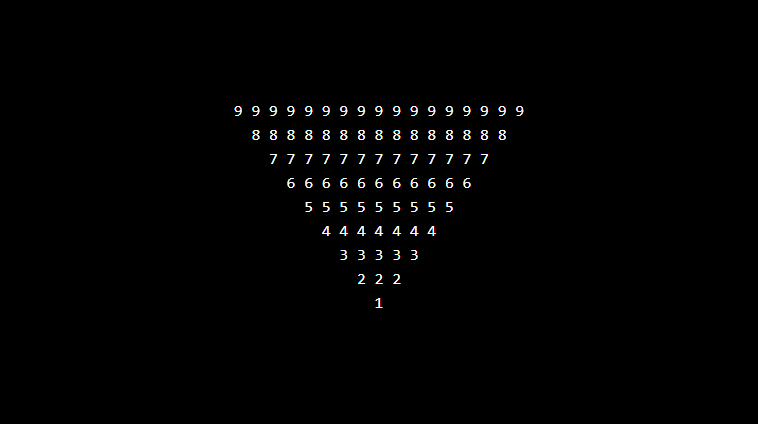 9 9 9 9 9 9 9 9 9 9 9 9 9 9 9 9 9
8 8 8 8 8 8 8 8 8 8 8 8 8 8 8
7 7 7 7 7 7 7 7 7 7 7 7 7
6 6 6 6 6 6 6 6 6 6 6
5 5 5 5 5 5 5 5 5
4 4 4 4 4 4 4
3 3 3 3 3
2 2 2
1